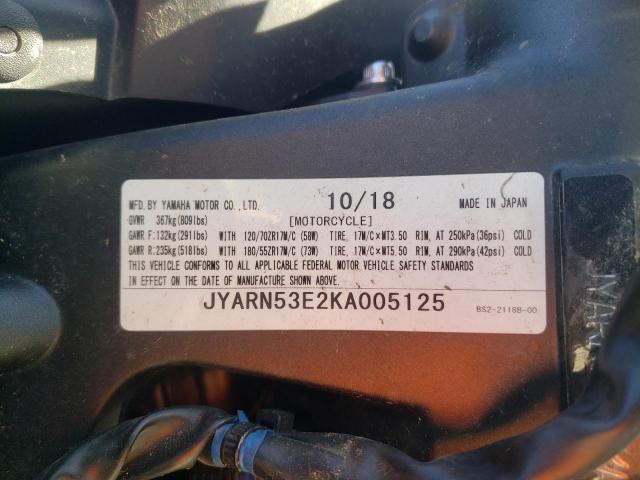 MFD. BY YAMAHA MOTOR CO., LTD. 10/18 MADE IN JAPAN
GVWR 367kg(809lbs) [MOTORCYCLE]
GAWR F:132kg(291lbs) WITH 120/70ZR17M/C (58W) TIRE, 17M/C×MT3.50 RIM, AT 250kPa(36psi) COLD
GAWR R:235kg(518lbs) WITH 180/55ZR17M/C (73W) TIRE, 17M/C×MT5.50 RIM, AT 290kPa(42psi) COLD
THIS VEHICLE CONFORMS TO ALL APPLICABLE FEDERAL MOTOR VEHICLE SAFETY STANDARDS
IN EFFECT ON THE DATE OF MANUFACTURE SHOWN ABOVE.
JYARN53E2KA005125 BS2-2118B-00